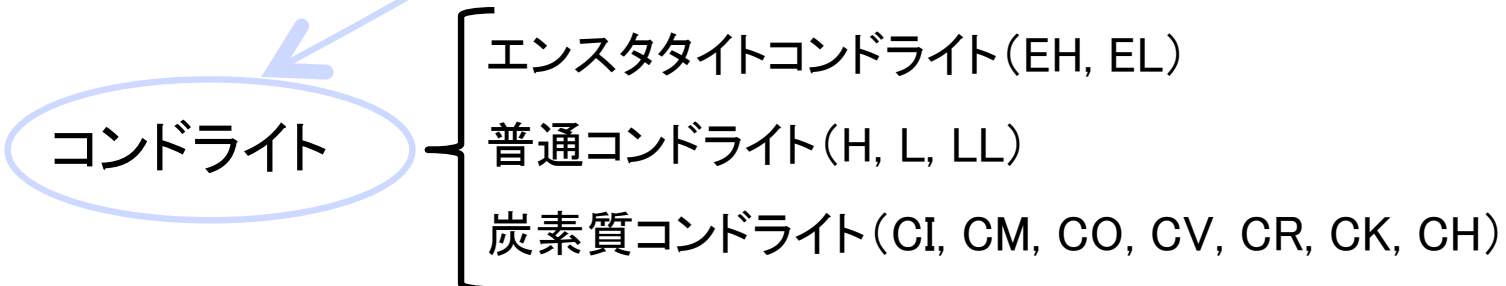 コンドライト
エンスタタイトコンドライト(EH, EL)
普通コンドライト(H, L, LL)
炭素質コンドライト(CI, CM, CO, CV, CR, CK, CH)